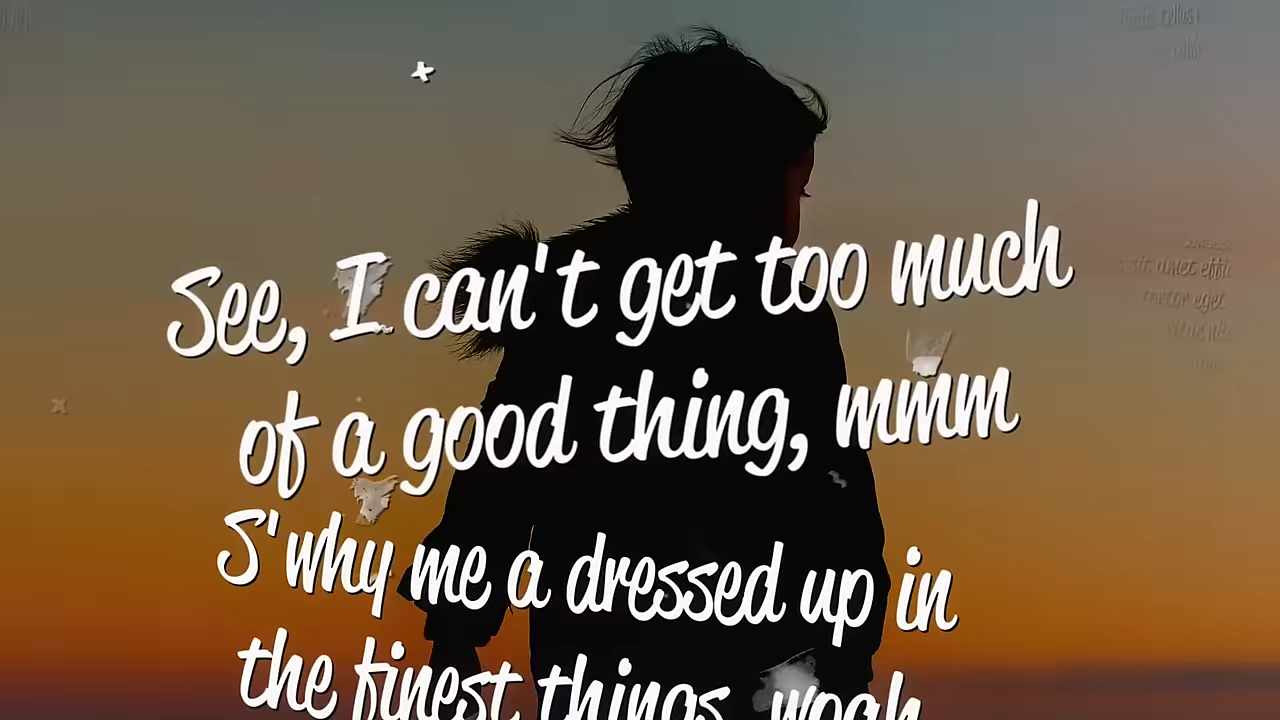 See, I can't get too much
of a good thing, mmm
S'why me a dressed up in
the finest things, woah